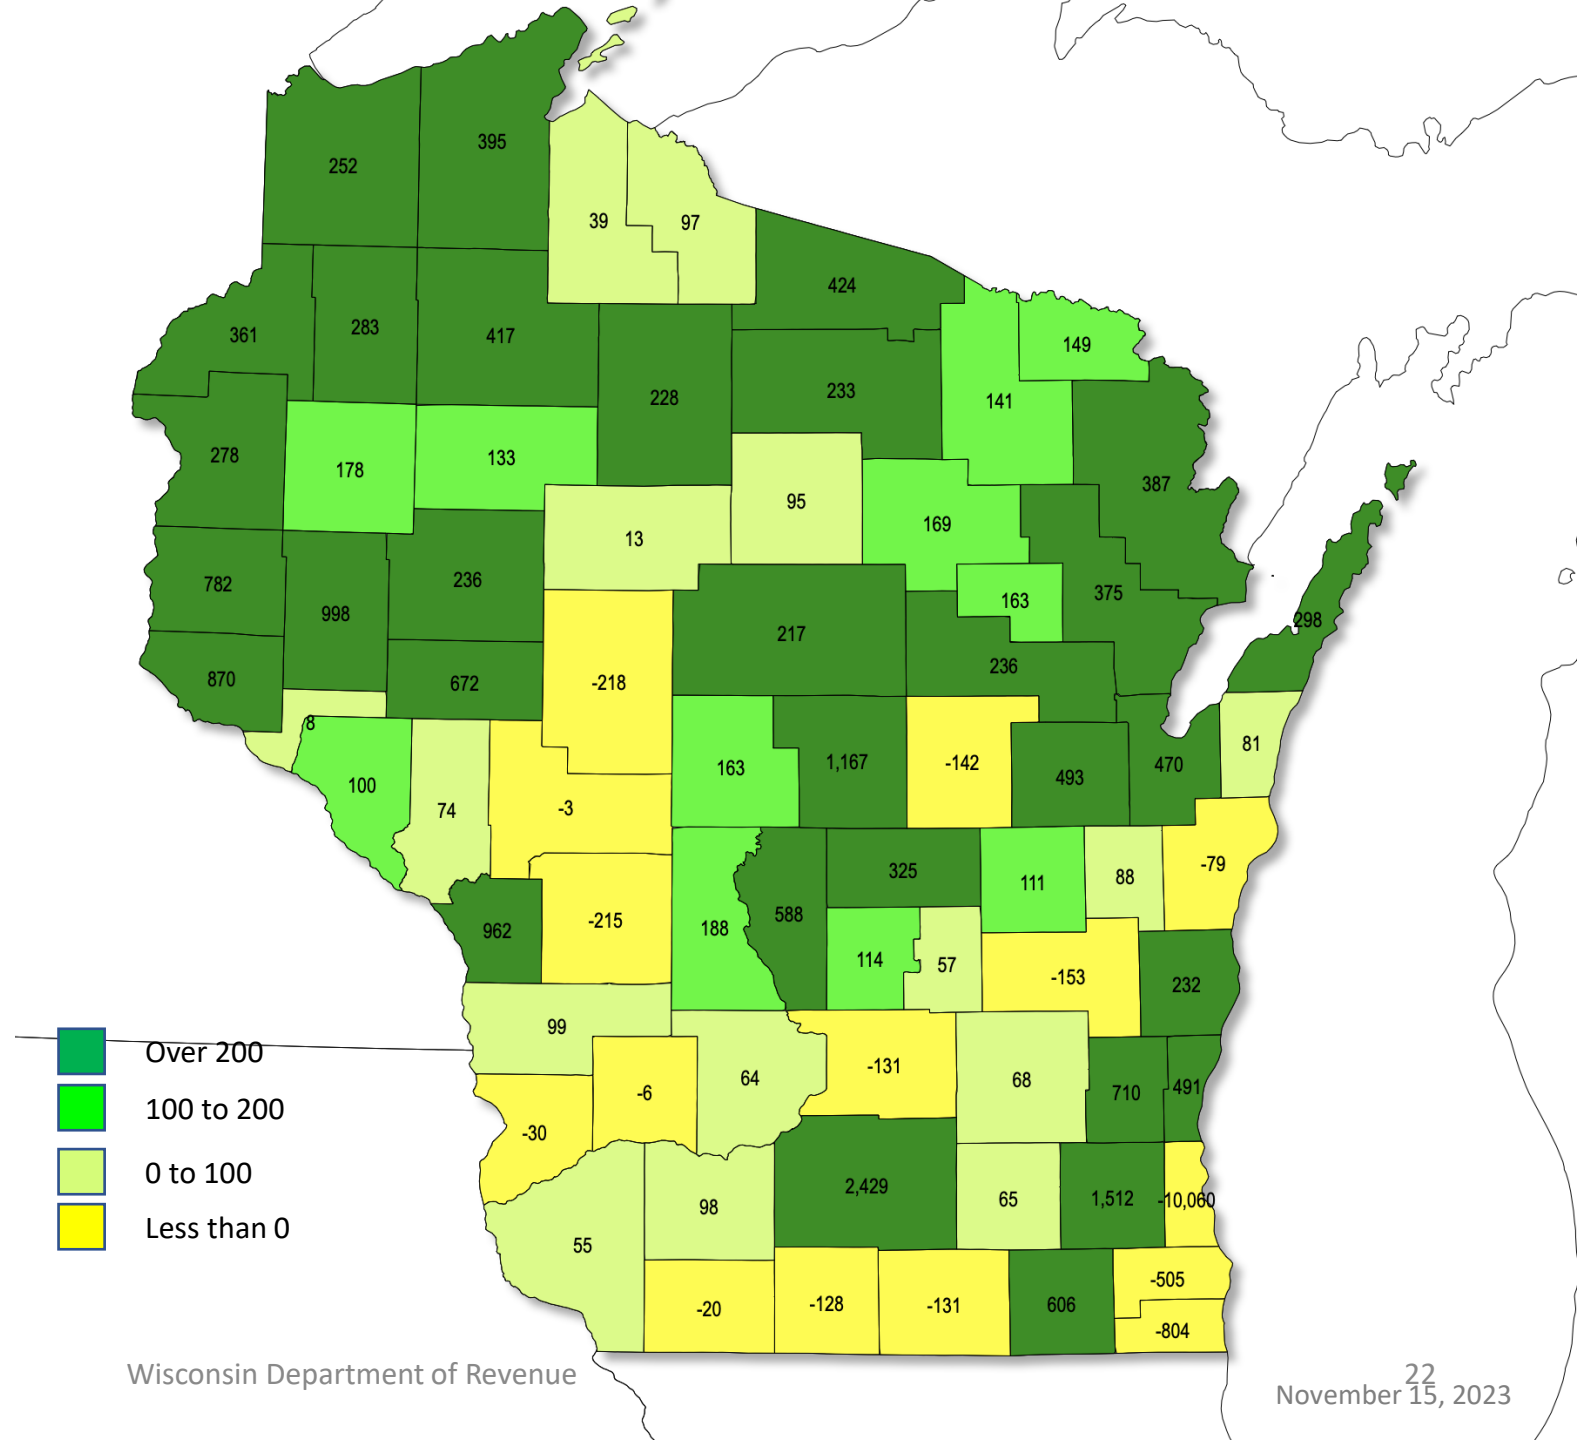 395
252
39 97
424
361 283 417
149
228 233 141
278 178 133
387
95
13 169
782 998 236
163 375
298
217
870 672 -218 236
8
100 74 -3 163 1,167 -142 493 470 81
325 111 88 -79
962 -215 188 588
114 57 -153 232
99
-6 64 -131 68 710 491
-30
55 98 2,429 65 1,512 -10,060
-20 -128 -131 606 -505
-804
Over 200
100 to 200
0 to 100
Less than 0
Wisconsin Department of Revenue
22
November 15, 2023